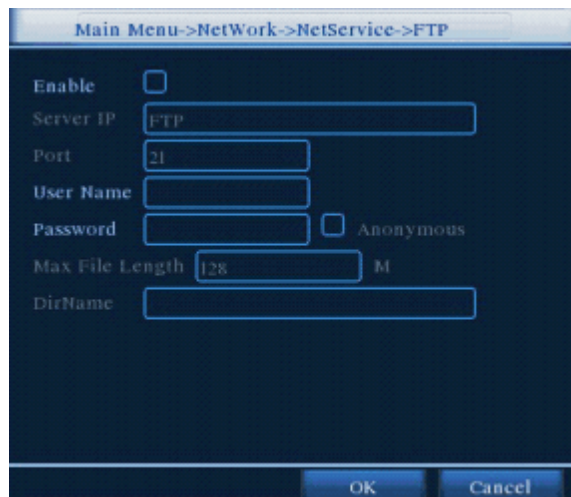 Main Menu->NetWork->NetService->FTP
Enable
Server IP FTP
Port 21
User Name
Password Anonymous
Max File Length 128 M
DirName
OK Cancel